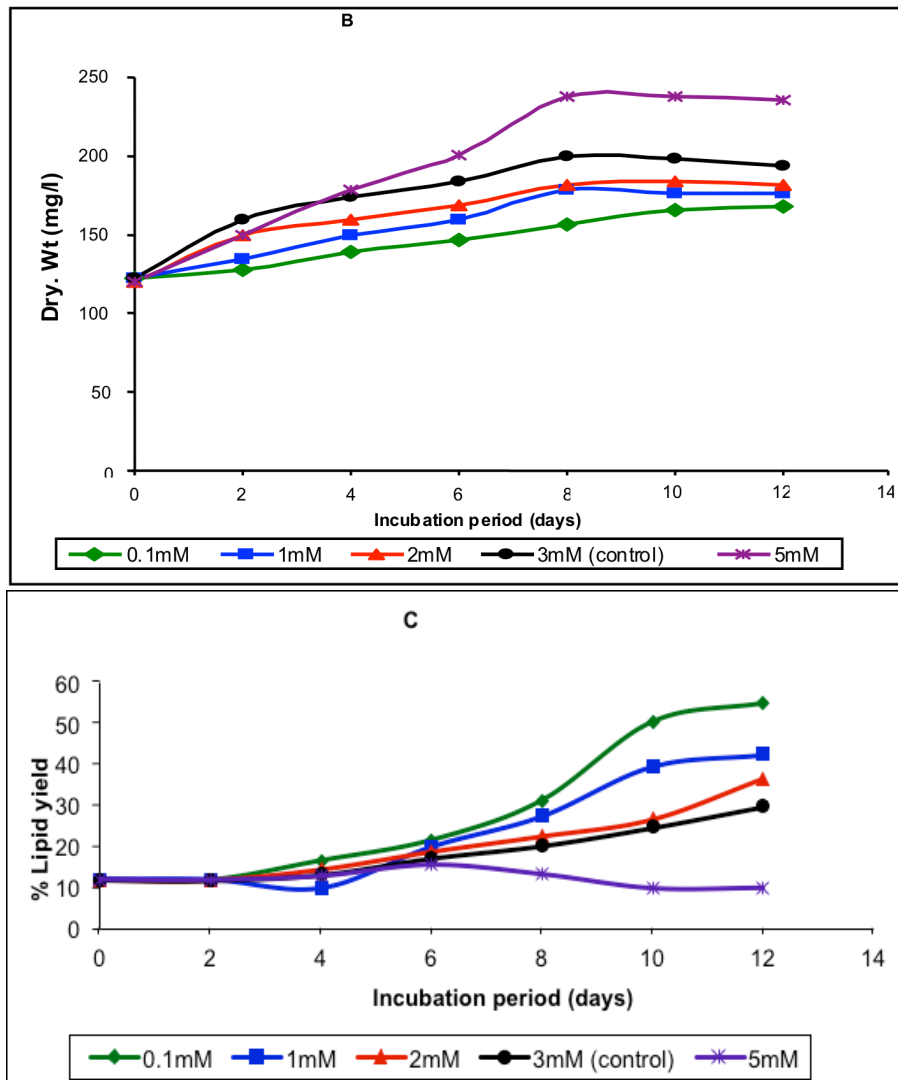 B
Dry. Wt (mg/l)
250
200
150
100
50
0
0 2 4 6 8 10 12 14
Incubation period (days)
0.1mM 1mM 2mM 3mM (control) 5mM
C
% Lipid yield
60
50
40
30
20
10
0
0 2 4 6 8 10 12 14
Incubation period (days)
0.1mM 1mM 2mM 3mM (control) 5mM